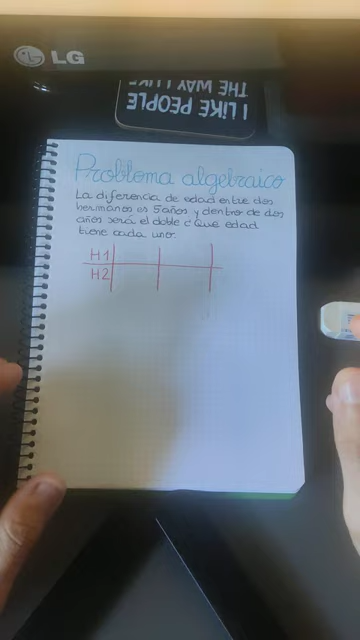 LG
I LIKE PEOPLE
THE WAY I LIKE
Problema algebraico
La diferencia de edad entre dos
hermanos es 5 años y dentro de dos
años será el doble ¿Que edad
tiene cada uno.
H1
H2